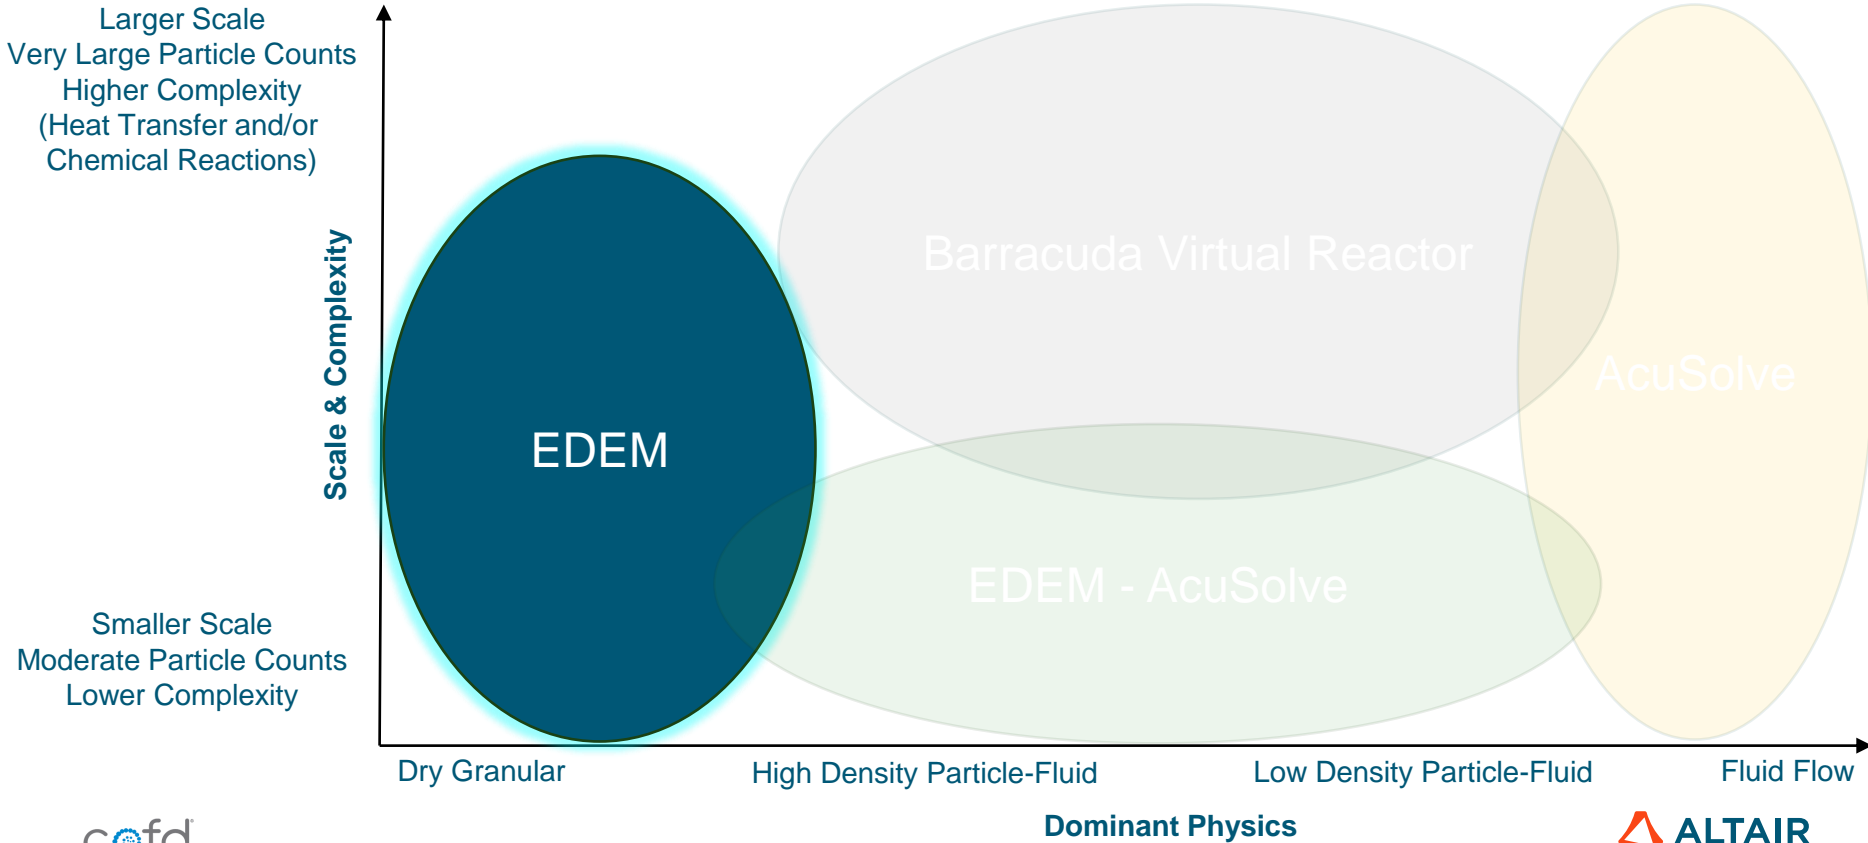 Larger Scale
Very Large Particle Counts
Higher Complexity
(Heat Transfer and/or
Chemical Reactions)
Scale & Complexity
Barracuda Virtual Reactor
AcuSolve
EDEM
EDEM - AcuSolve
Smaller Scale
Moderate Particle Counts
Lower Complexity
Dry Granular
High Density Particle-Fluid
Low Density Particle-Fluid
Fluid Flow
Dominant Physics
ALTAIR